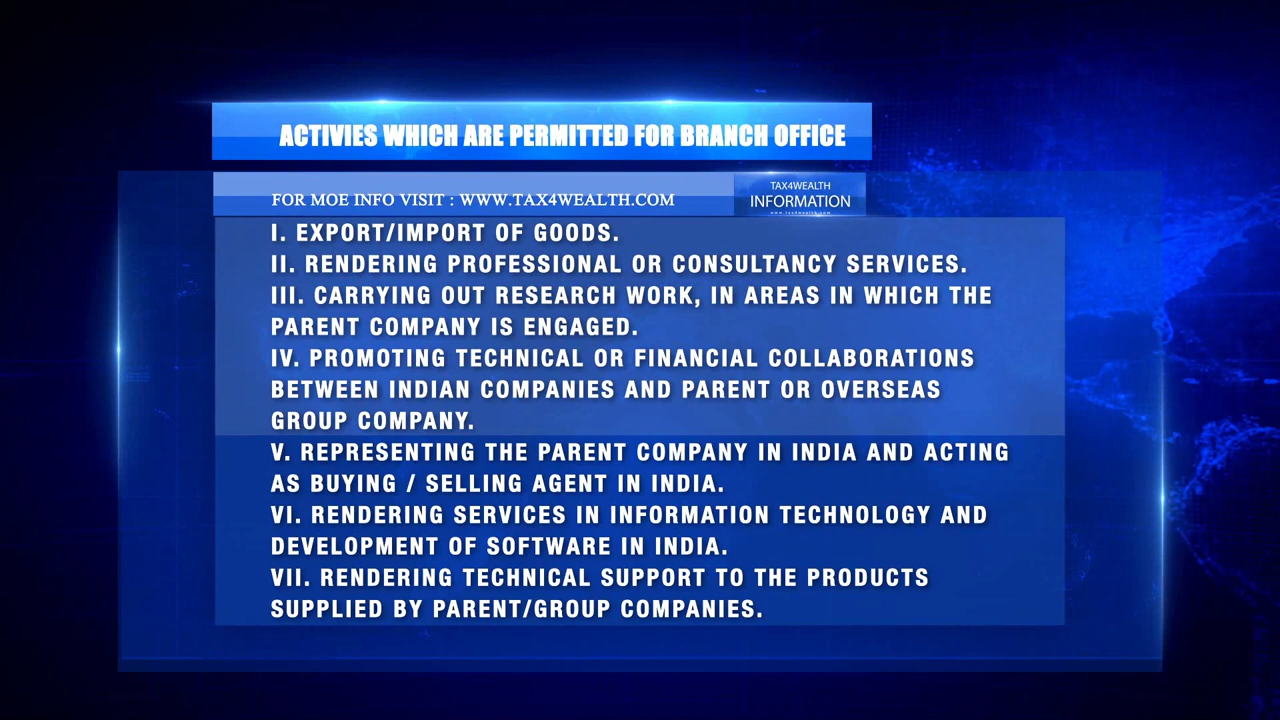 ACTIVIES WHICH ARE PERMITTED FOR BRANCH OFFICE
FOR MOE INFO VISIT : WWW.TAX4WEALTH.COM
TAX4WEALTH
INFORMATION
www.tax4wealth.com
I. EXPORT/IMPORT OF GOODS.
II. RENDERING PROFESSIONAL OR CONSULTANCY SERVICES.
III. CARRYING OUT RESEARCH WORK, IN AREAS IN WHICH THE
PARENT COMPANY IS ENGAGED.
IV. PROMOTING TECHNICAL OR FINANCIAL COLLABORATIONS
BETWEEN INDIAN COMPANIES AND PARENT OR OVERSEAS
GROUP COMPANY.
V. REPRESENTING THE PARENT COMPANY IN INDIA AND ACTING
AS BUYING / SELLING AGENT IN INDIA.
VI. RENDERING SERVICES IN INFORMATION TECHNOLOGY AND
DEVELOPMENT OF SOFTWARE IN INDIA.
VII. RENDERING TECHNICAL SUPPORT TO THE PRODUCTS
SUPPLIED BY PARENT/GROUP COMPANIES.